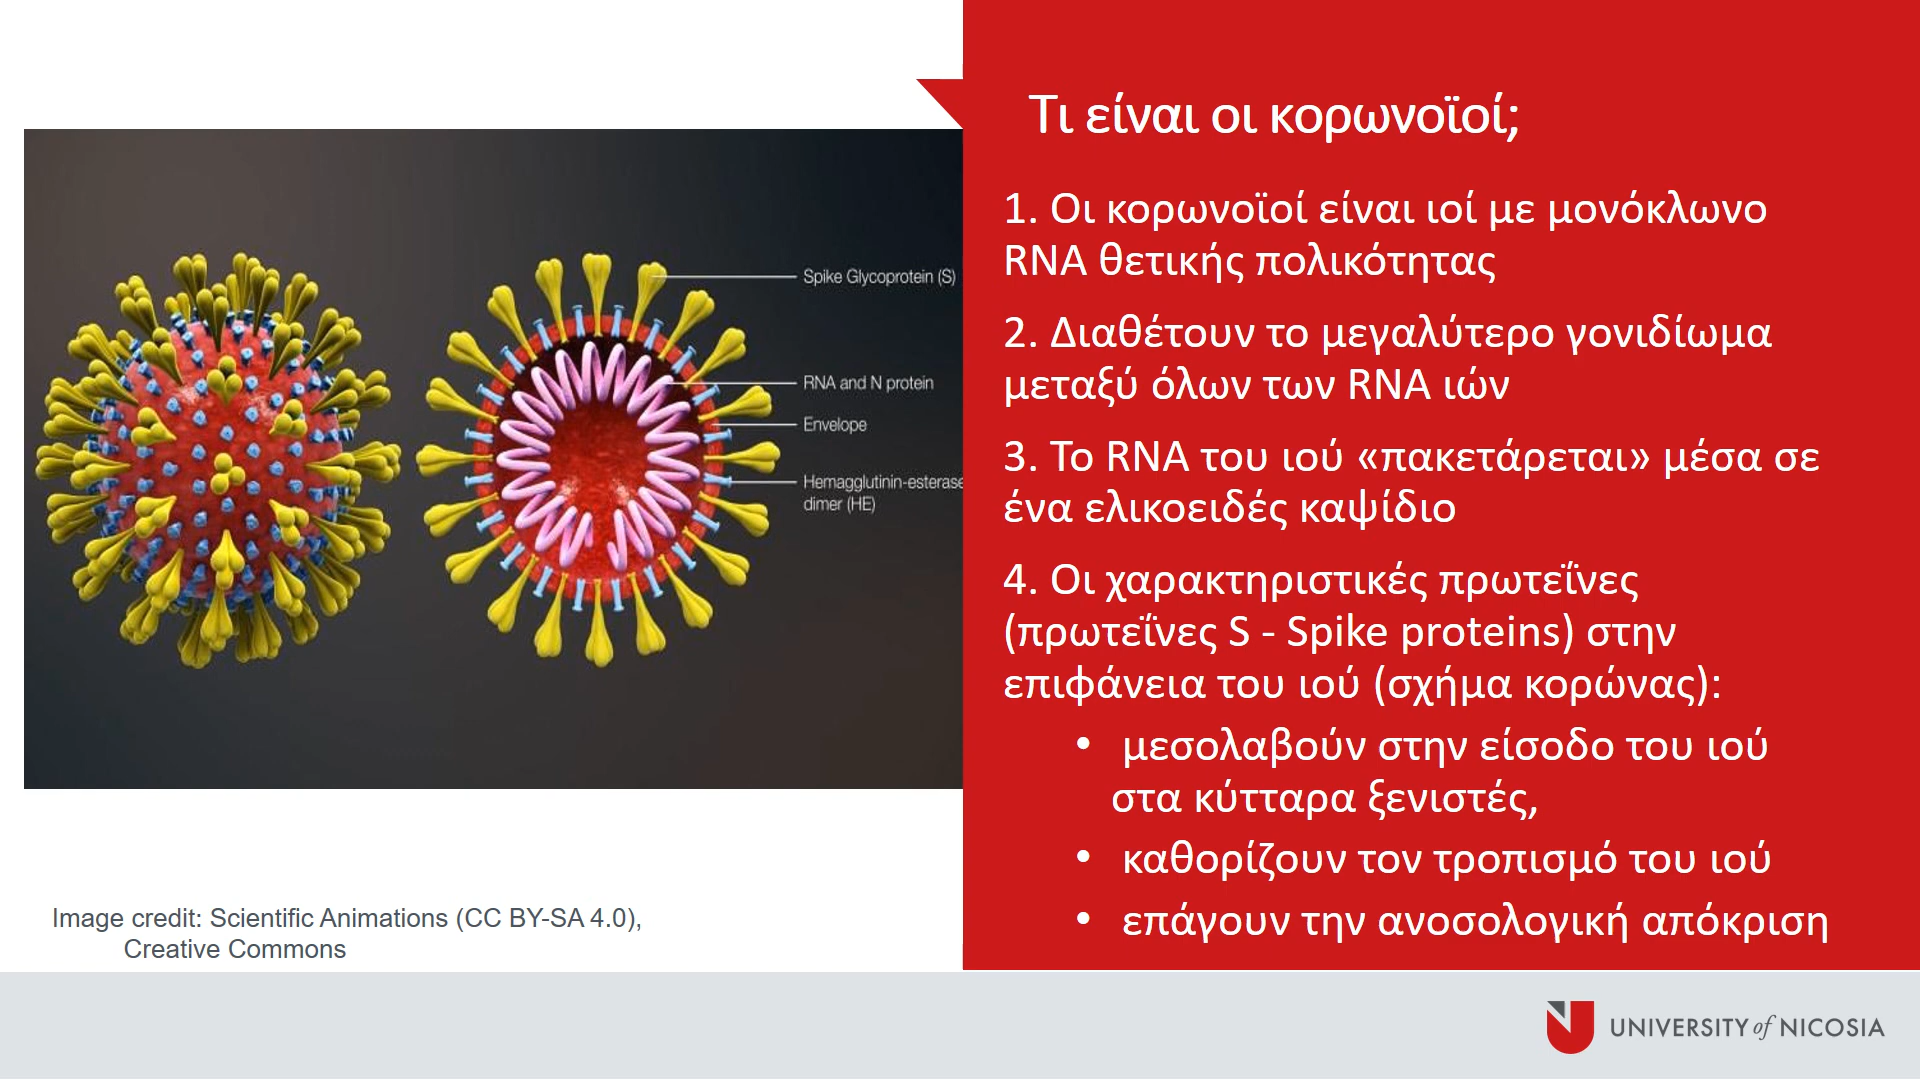 Τι είναι οι κορωνοϊοί;
1. Οι κορωνοϊοί είναι ιοί με μονόκλωνο
RNA θετικής πολικότητας
2. Διαθέτουν το μεγαλύτερο γονιδίωμα
μεταξύ όλων των RNA ιών
3. Το RNA του ιού «πακετάρεται» μέσα σε
ένα ελικοειδές καψίδιο
4. Οι χαρακτηριστικές πρωτεΐνες
(πρωτεΐνες S - Spike proteins) στην
επιφάνεια του ιού (σχήμα κορώνας):
• μεσολαβούν στην είσοδο του ιού
στα κύτταρα ξενιστές,
• καθορίζουν τον τροπισμό του ιού
• επάγουν την ανοσολογική απόκριση
Spike Glycoprotein (S)
RNA and N protein
Envelope
Hemagglutinin-esterase
dimer (HE)
Image credit: Scientific Animations (CC BY-SA 4.0),
Creative Commons
UNIVERSITY of NICOSIA